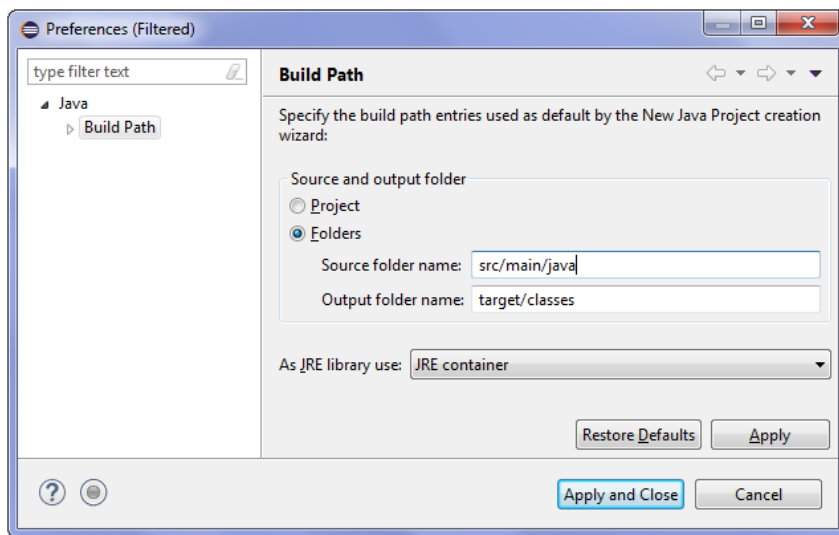 Preferences (Filtered)
type filter text
Java
Build Path
Build Path
Specify the build path entries used as default by the New Java Project creation
wizard:
Source and output folder
Project
Folders
Source folder name: src/main/java
Output folder name: target/classes
As JRE library use: JRE container
Restore Defaults Apply
Apply and Close Cancel